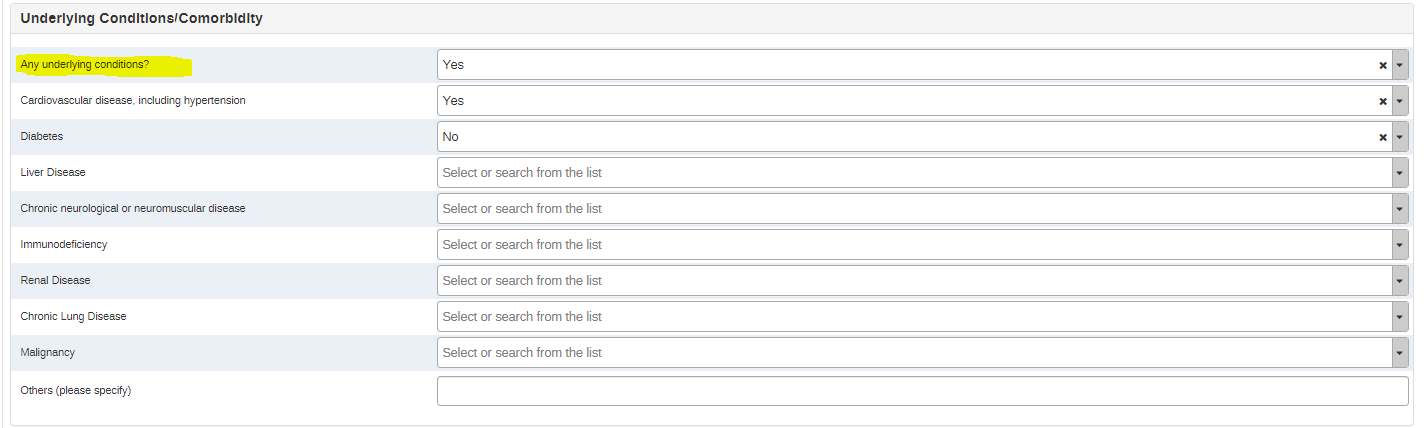 Underlying Conditions/Comorbidity
Any underlying conditions? Yes
Cardiovascular disease, including hypertension Yes
Diabetes No
Liver Disease Select or search from the list
Chronic neurological or neuromuscular disease Select or search from the list
Immunodeficiency Select or search from the list
Renal Disease Select or search from the list
Chronic Lung Disease Select or search from the list
Malignancy Select or search from the list
Others (please specify)